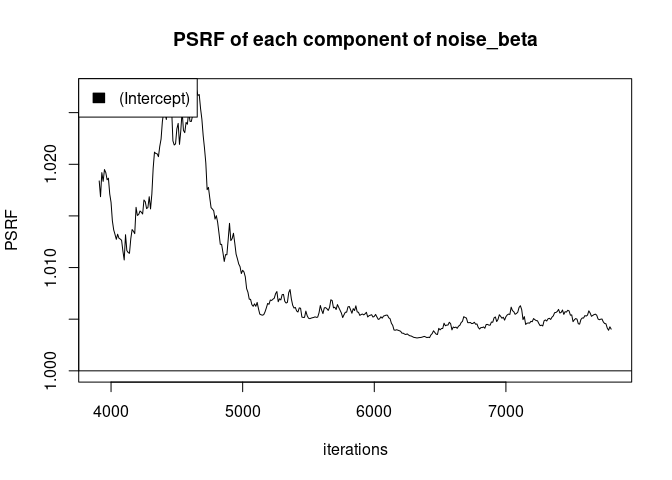 PSRF of each component of noise_beta
(Intercept)
PSRF
1.020
1.010
1.000
4000 5000 6000 7000
iterations